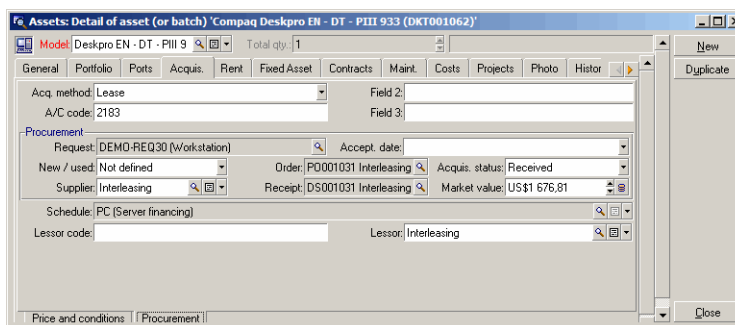 Assets: Detail of asset (or batch) 'Compaq Deskpro EN - DT - PIII 933 (DKT001062)'
Model: Deskpro EN - DT - PIII 9 Total qty.: 1 New
General Portfolio Ports Acquis. Rent Fixed Asset Contracts Maint. Costs Projects Photo Histor Duplicate
Acq. method: Lease Field 2:
A/C code: 2183 Field 3:
Procurement
Request: DEMO-REQ30 (Workstation) Accept. date:
New / used: Not defined Order: PO001031 Interleasing Acquis. status: Received
Supplier: Interleasing Receipt: DS001031 Interleasing Market value: US$1 676,81
Schedule: PC (Server financing)
Lessor code: Lessor: Interleasing
Price and conditions Procurement Close